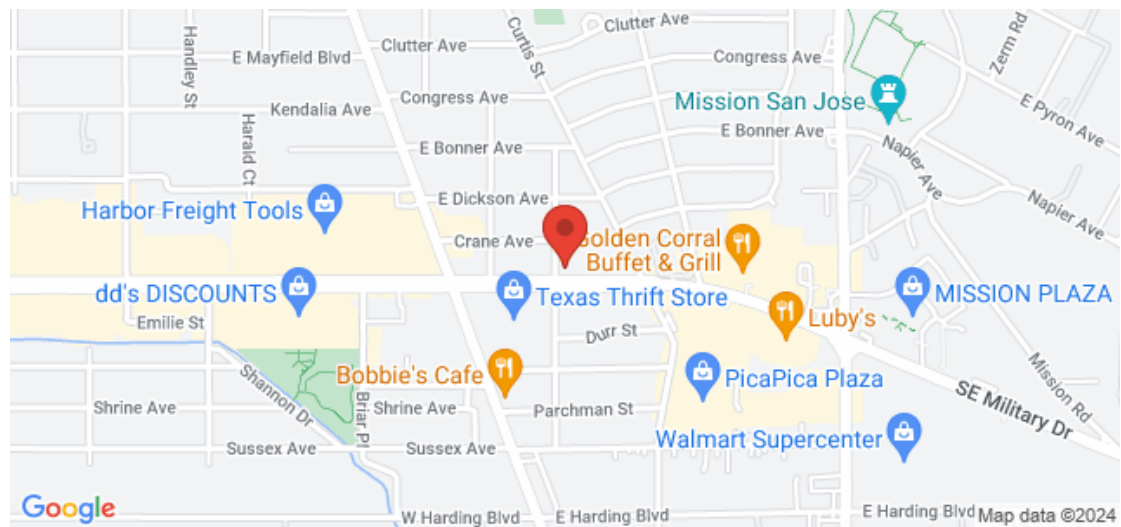 Clutter Ave
Curtis St
Handley St
Clutter Ave
E Mayfield Blvd
Congress Ave
Zerm Rd
Congress Ave
Kendalia Ave
Mission San Jose
E Pyron Ave
Harald Ct
E Bonner Ave
E Bonner Ave
Napier Ave
E Dickson Ave
Napier Ave
Harbor Freight Tools
Crane Ave
Golden Corral
Buffet & Grill
dd's DISCOUNTS
Texas Thrift Store
MISSION PLAZA
Emilie St
Luby's
Durr St
Bobbie's Cafe
PicaPica Plaza
Mission Rd
Shannon Dr
SE Military Dr
Shrine Ave
Briar Pl
Shrine Ave
Parchman St
Walmart Supercenter
Sussex Ave
Sussex Ave
Google
W Harding Blvd
E Harding Blvd
E Harding Blvd
Map data ©2024